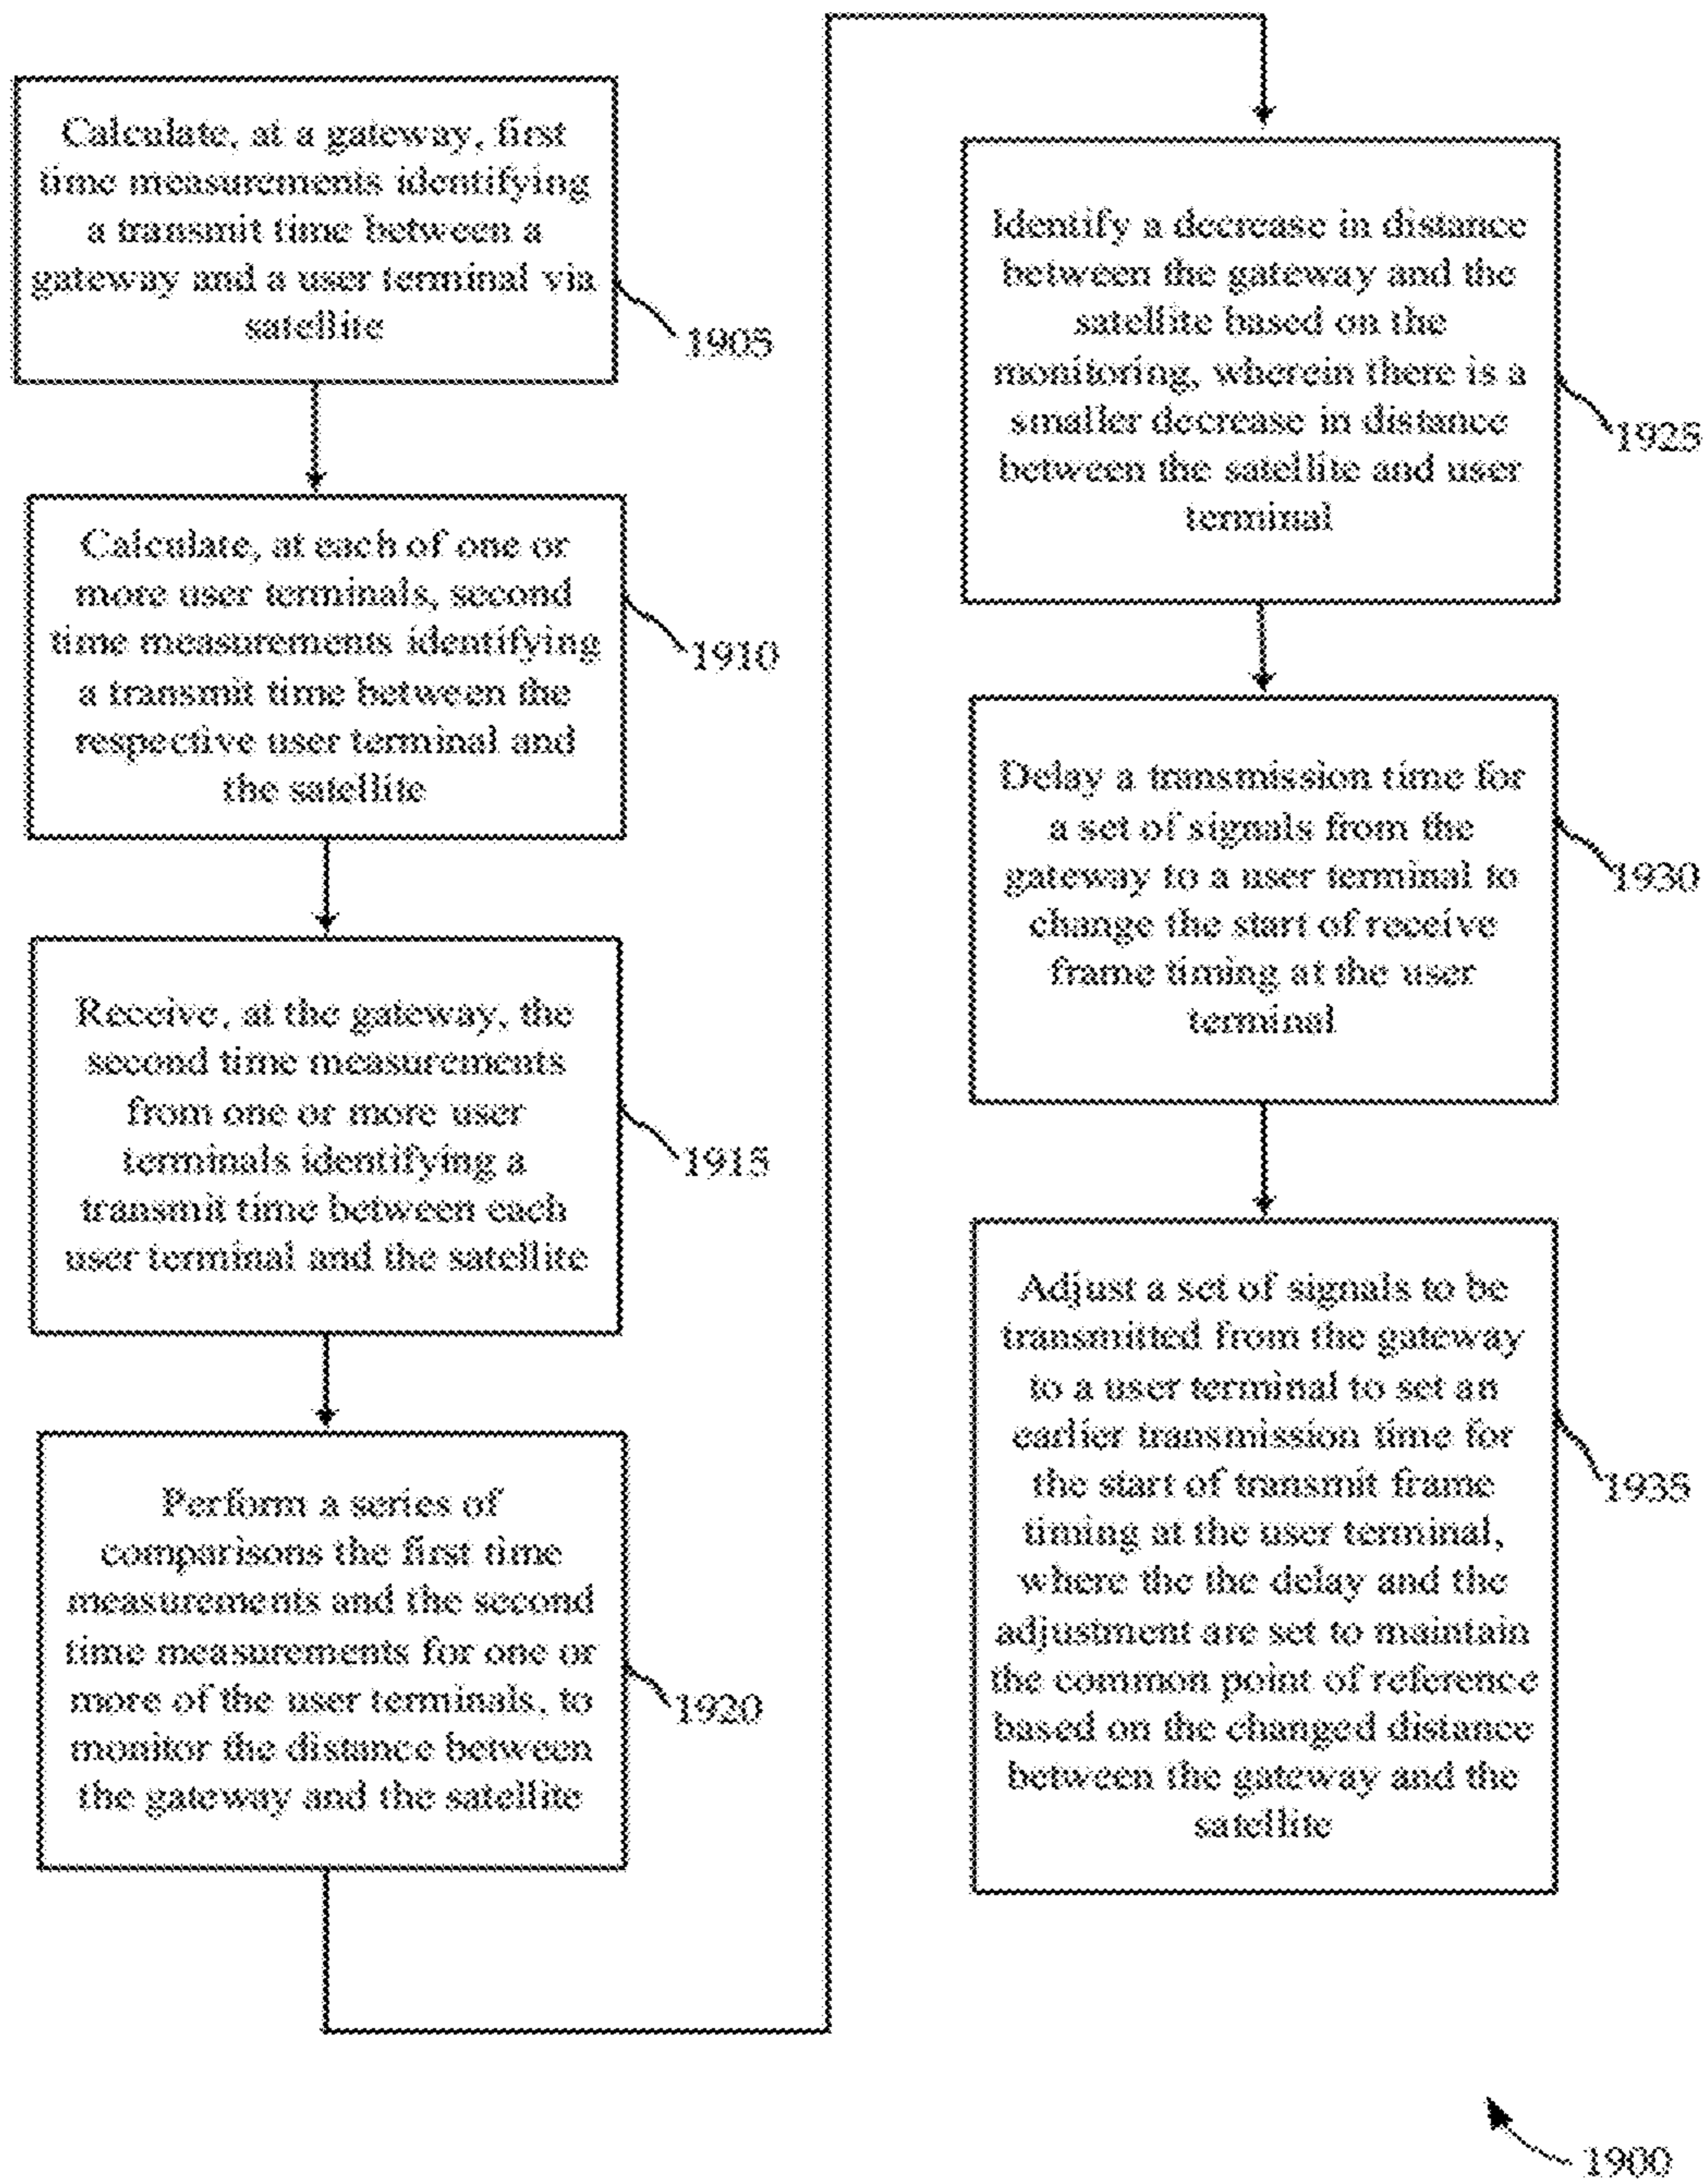 Calculate, at a gateway, first
time measurements identifying
a transmit time between a
gateway and a user terminal via
satellite
1905
Calculate, at each of one or
more user terminals, second
time measurements identifying
a transmit time between the
respective user terminal and
the satellite
1910
Receive, at the gateway, the
second time measurements
from one or more user
terminals identifying a
transmit time between each
user terminal and the satellite
1915
Perform a series of
comparisons the first time
measurements and the second
time measurements for one or
more of the user terminals, to
monitor the distance between
the gateway and the satellite
1920
Identify a decrease in distance
between the gateway and the
satellite based on the
monitoring, wherein there is a
smaller decrease in distance
between the satellite and user
terminal
1925
Delay a transmission time for
a set of signals from the
gateway to a user terminal to
change the start of receive
frame timing at the user
terminal
1930
Adjust a set of signals to be
transmitted from the gateway
to a user terminal to set an
earlier transmission time for
the start of transmit frame
timing at the user terminal,
where the the delay and the
adjustment are set to maintain
the common point of reference
based on the changed distance
between the gateway and the
satellite
1935
1900